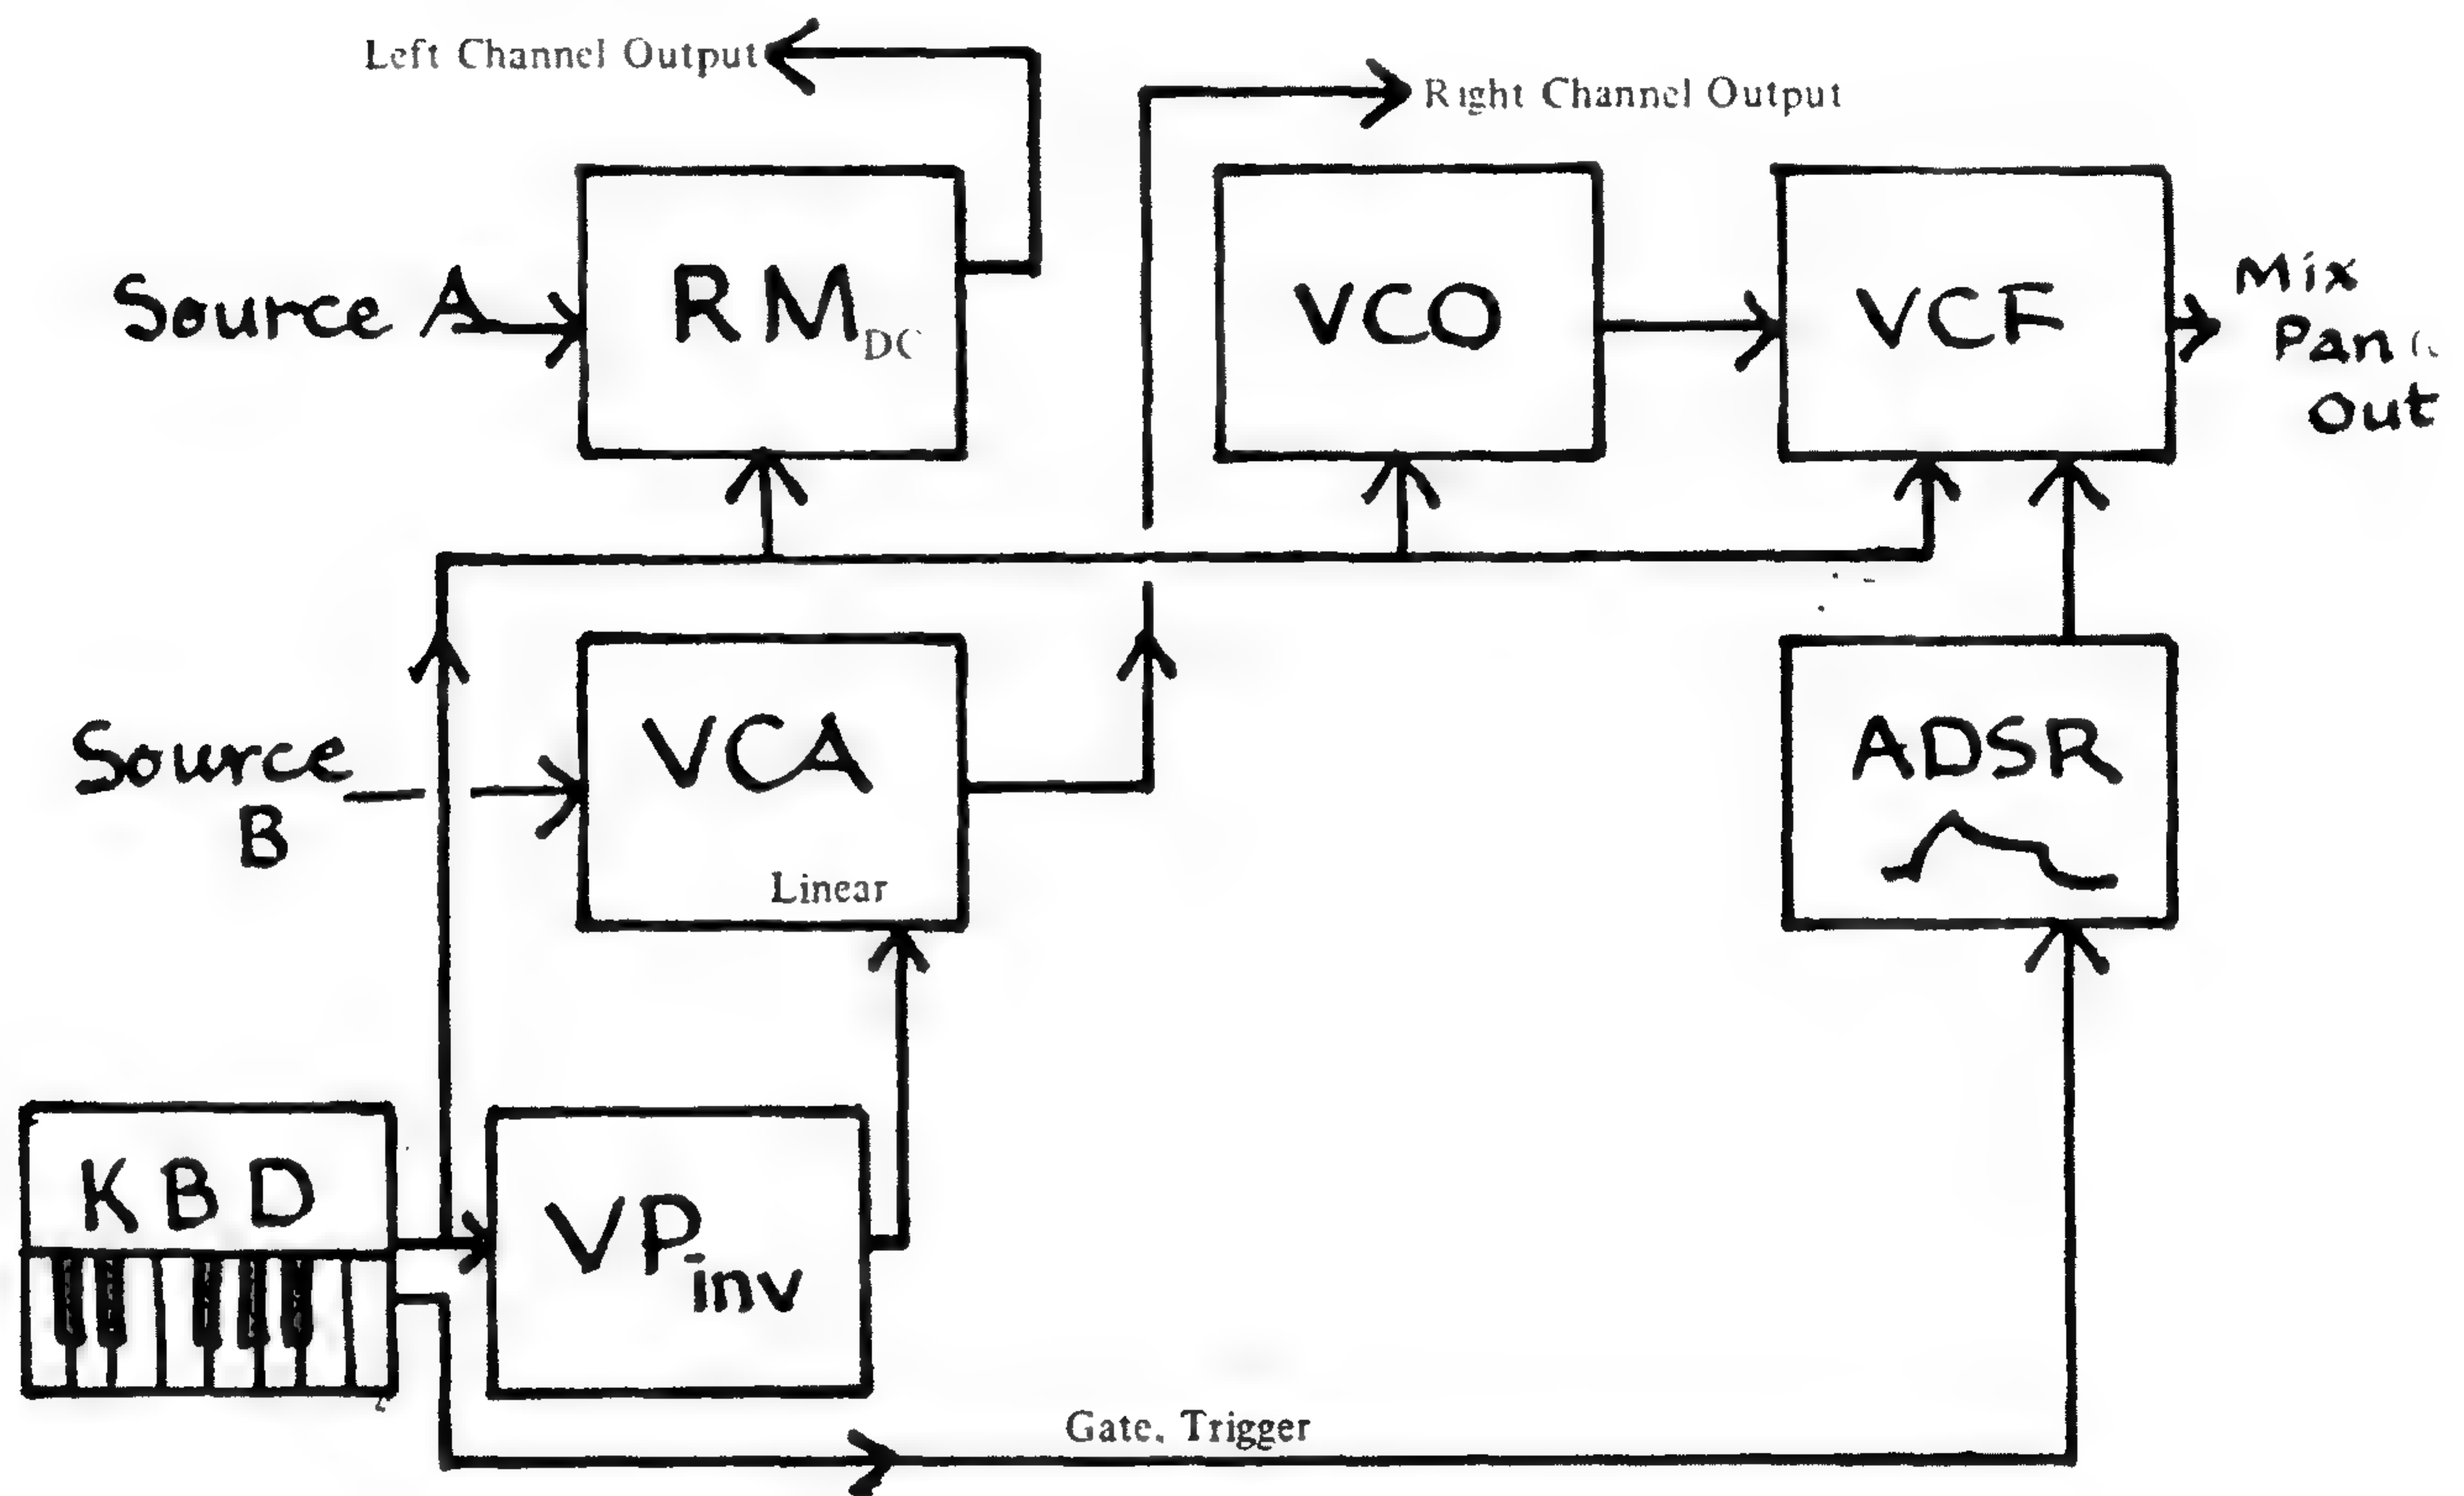 Left Channel Output
Right Channel Output
Source A
RM DC
VCO
VCF
Mix
Pan
Out
Source
B
VCA
Linear
ADSR
KBD
VP inv
Gate, Trigger